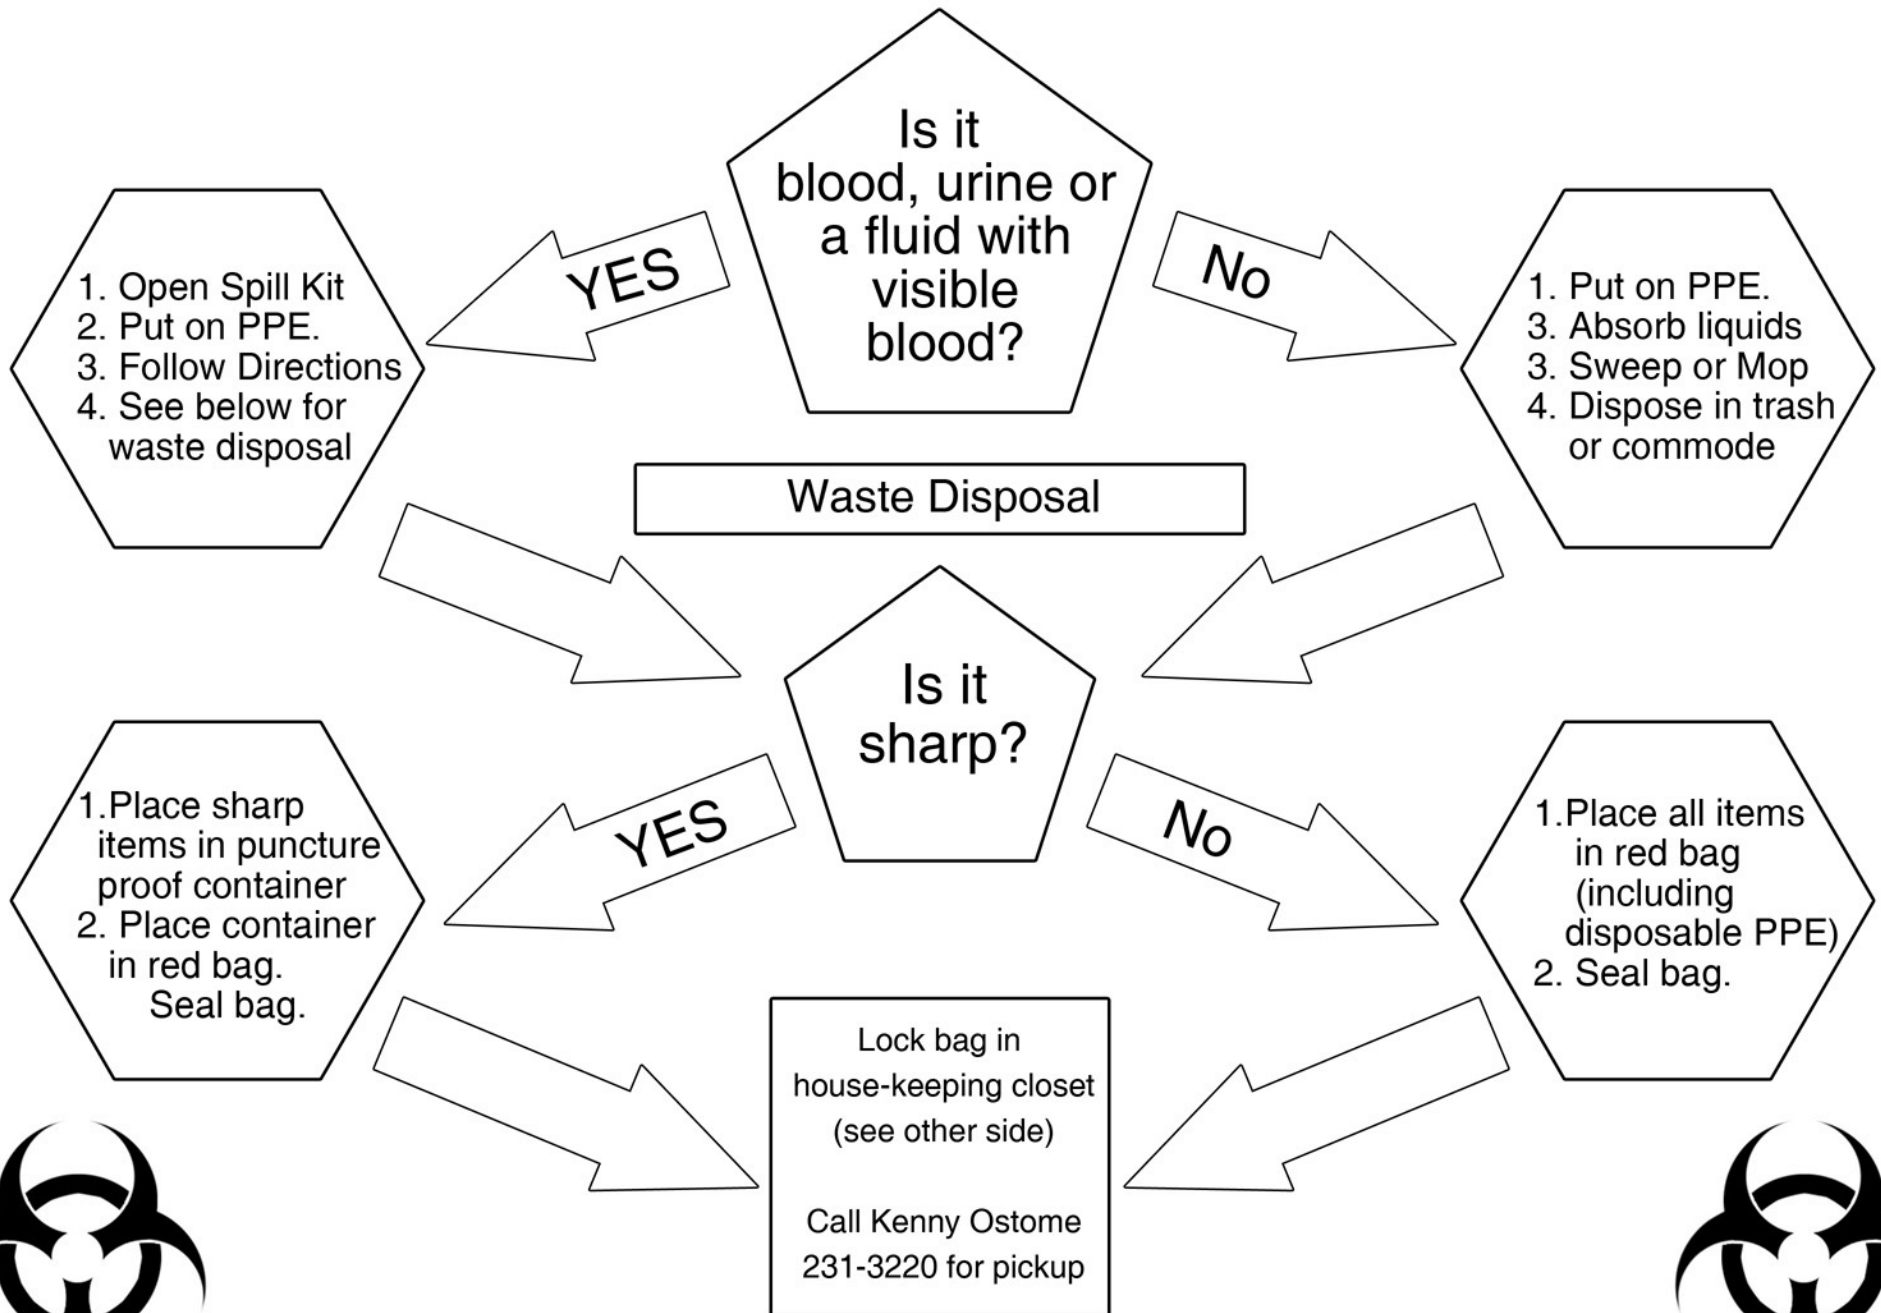 Is it
blood, urine or
a fluid with
visible
blood?
YES
No
1. Open Spill Kit
2. Put on PPE.
3. Follow Directions
4. See below for
waste disposal
1. Put on PPE.
3. Absorb liquids
3. Sweep or Mop
4. Dispose in trash
or commode
Waste Disposal
Is it
sharp?
YES
No
1.Place sharp
items in puncture
proof container
2. Place container
in red bag.
Seal bag.
1.Place all items
in red bag
(including
disposable PPE)
2. Seal bag.
Lock bag in
house-keeping closet
(see other side)
Call Kenny Ostome
231-3220 for pickup